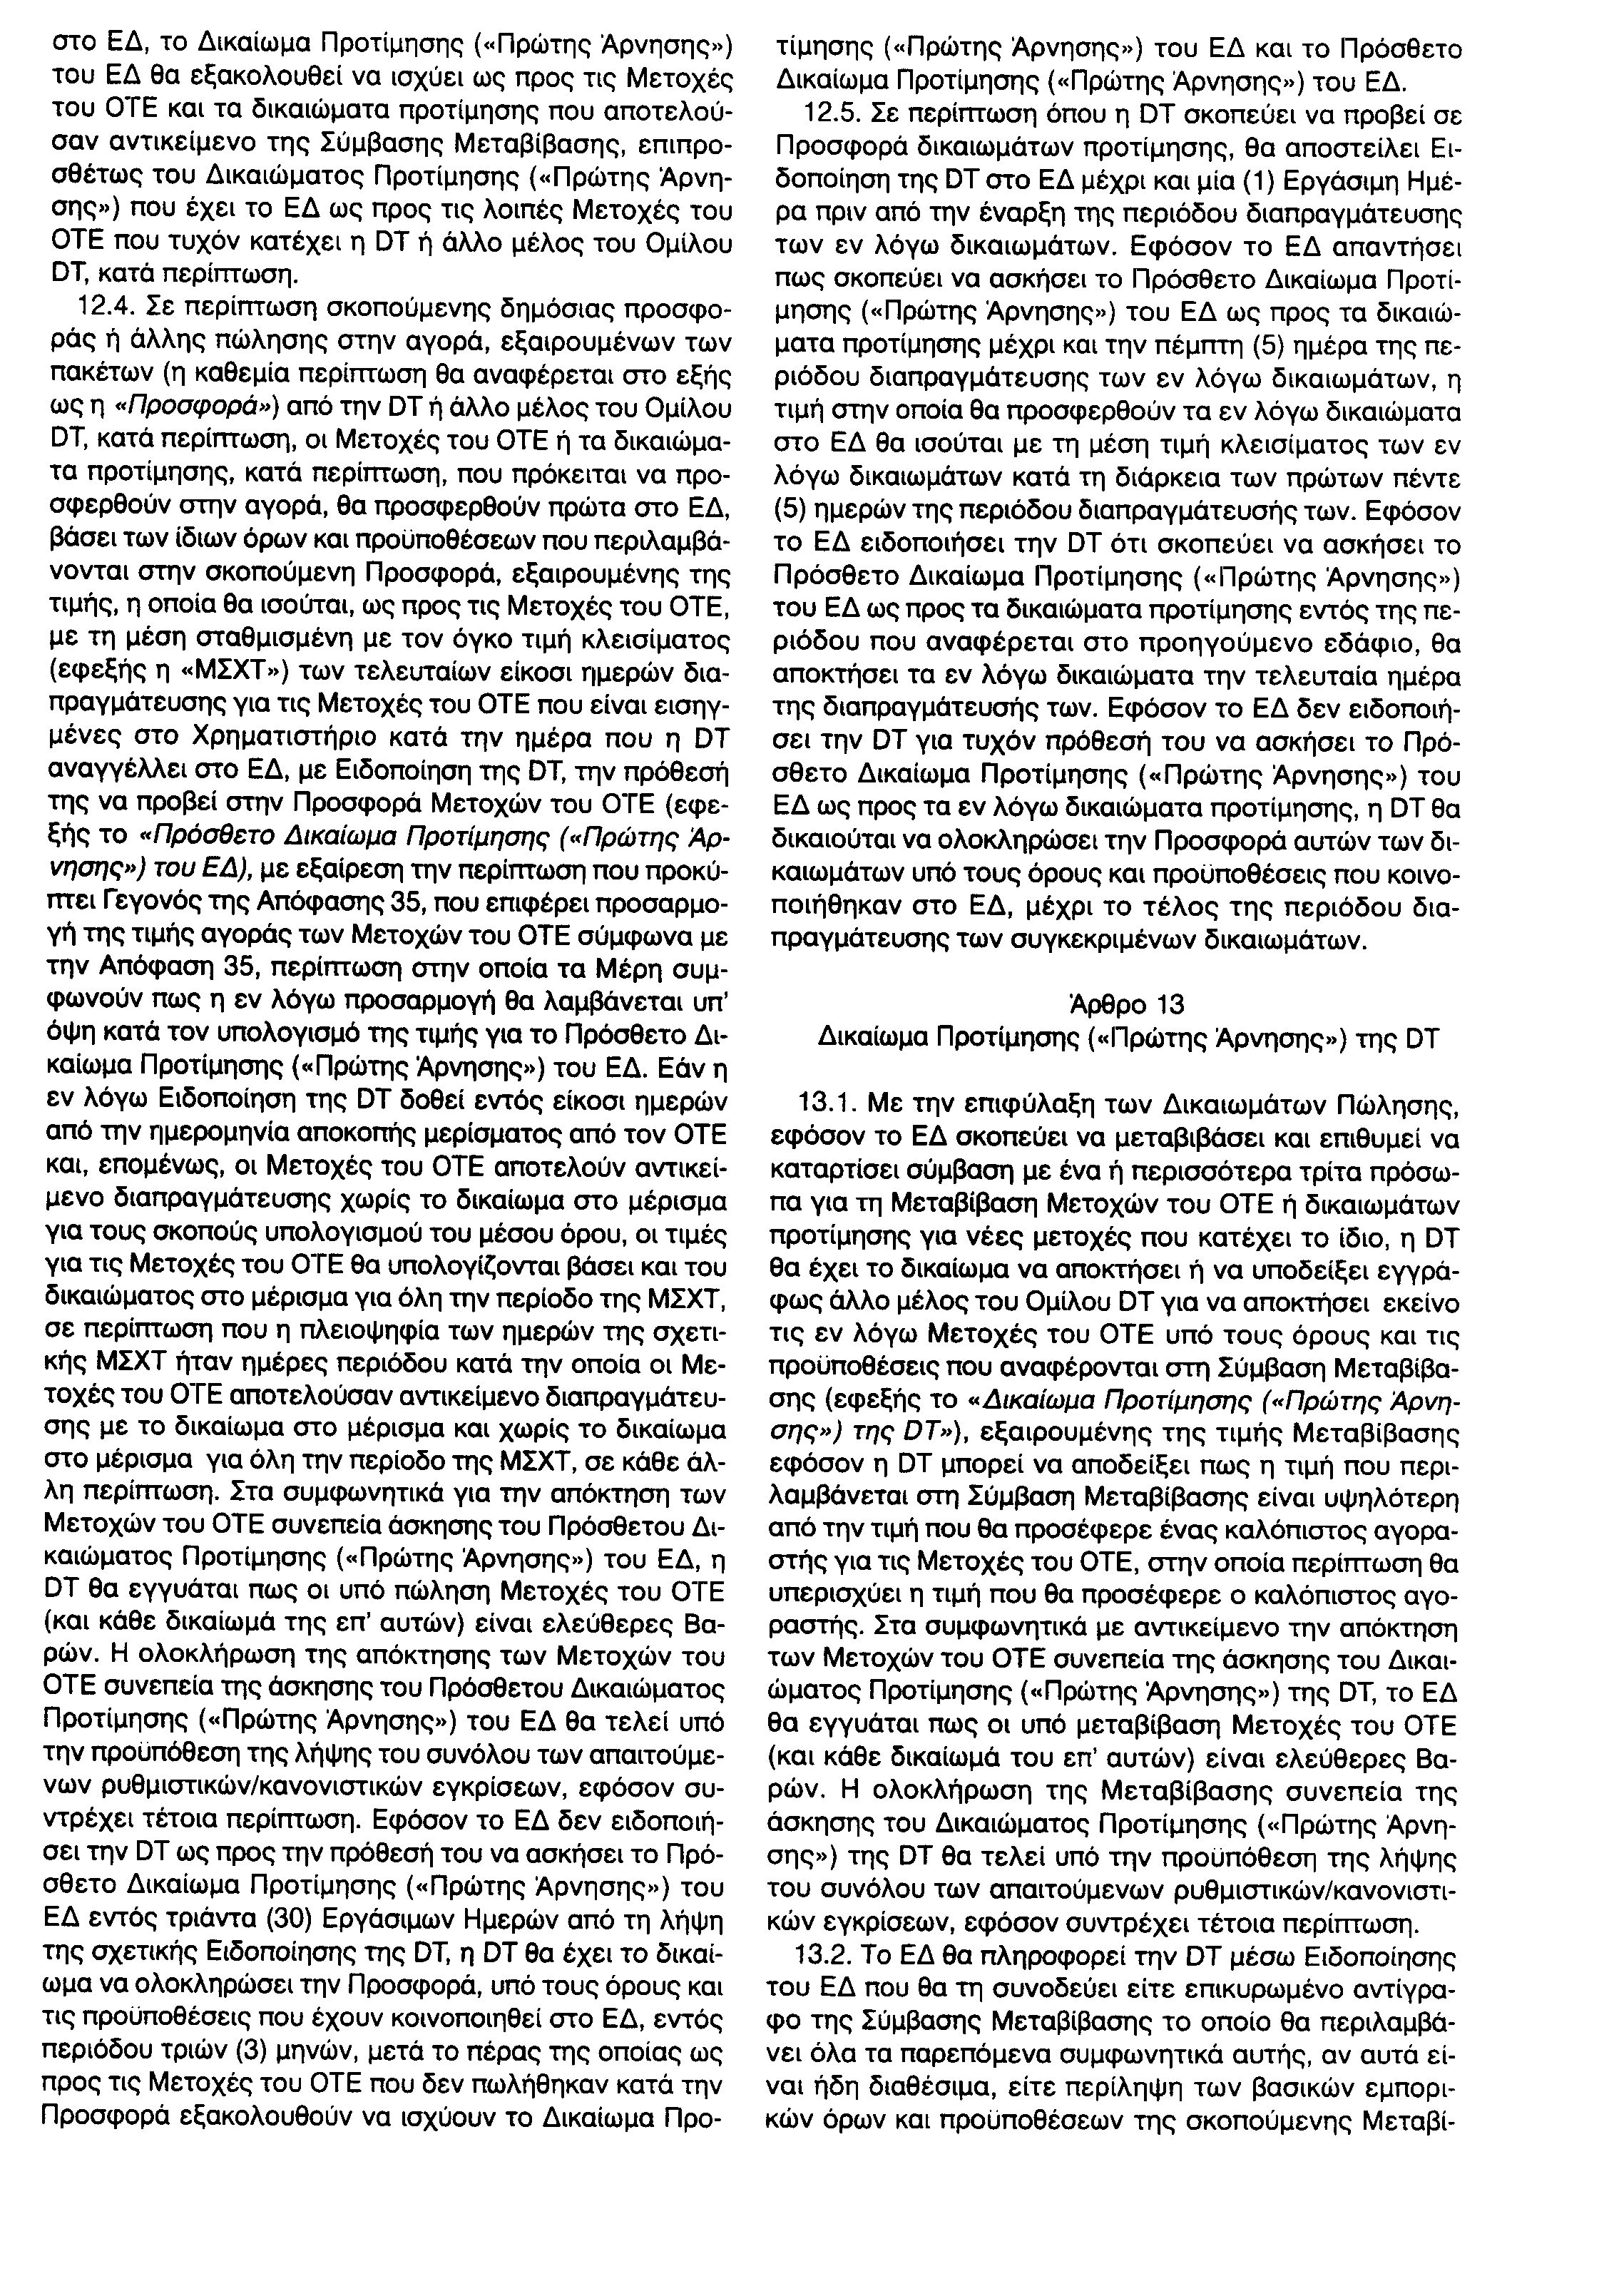 στο ΕΔ, το Δικαίωμα Προτίμησης («Πρώτης Άρνησης»)
του ΕΔ θα εξακολουθεί να ισχύει ως προς τις Μετοχές
του ΟΤΕ και τα δικαιώματα προτίμησης που αποτελού-
σαν αντικείμενο της Σύμβασης Μεταβίβασης, επιπρο-
σθέτως του Δικαιώματος Προτίμησης («Πρώτης Άρνη-
σης») που έχει το ΕΔ ως προς τις λοιπές Μετοχές του
ΟΤΕ που τυχόν κατέχει η DT ή άλλο μέλος του Ομίλου
DT, κατά περίπτωση.
12.4. Σε περίπτωση σκοπούμενης δημόσιας προσφο-
ράς ή άλλης πώλησης στην αγορά, εξαιρουμένων των
πακέτων (η καθεμία περίπτωση θα αναφέρεται στο εξής
ως η «Προσφορά») από την DT ή άλλο μέλος του Ομίλου
DT, κατά περίπτωση, οι Μετοχές του ΟΤΕ ή τα δικαιώμα-
τα προτίμησης, κατά περίπτωση, που πρόκειται να προ-
σφερθούν στην αγορά, θα προσφερθούν πρώτα στο ΕΔ,
βάσει των ίδιων όρων και προϋποθέσεων που περιλαμβά-
νονται στην σκοπούμενη Προσφορά, εξαιρουμένης της
τιμής, η οποία θα ισούται, ως προς τις Μετοχές του ΟΤΕ,
με τη μέση σταθμισμένη με τον όγκο τιμή κλεισίματος
(εφεξής η «ΜΣΧΤ») των τελευταίων είκοσι ημερών δια-
πραγμάτευσης για τις Μετοχές του ΟΤΕ που είναι εισηγ-
μένες στο Χρηματιστήριο κατά την ημέρα που η DT
αναγγέλλει στο ΕΔ, με Ειδοποίηση της DT, την πρόθεσή
της να προβεί στην Προσφορά Μετοχών του ΟΤΕ (εφε-
ξής το «Πρόσθετο Δικαίωμα Προτίμησης («Πρώτης Άρ-
νησης») του ΕΔ), με εξαίρεση την περίπτωση που προκύ-
πτει Γεγονός της Απόφασης 35, που επιφέρει προσαρμο-
γή της τιμής αγοράς των Μετοχών του ΟΤΕ σύμφωνα με
την Απόφαση 35, περίπτωση στην οποία τα Μέρη συμ-
φωνούν πως η εν λόγω προσαρμογή θα λαμβάνεται υπ'
όψη κατά τον υπολογισμό της τιμής για το Πρόσθετο Δι-
καίωμα Προτίμησης («Πρώτης Άρνησης») του ΕΔ. Εάν η
εν λόγω Ειδοποίηση της DT δοθεί εντός είκοσι ημερών
από την ημερομηνία αποκοπής μερίσματος από τον ΟΤΕ
και, επομένως, οι Μετοχές του ΟΤΕ αποτελούν αντικεί-
μενο διαπραγμάτευσης χωρίς το δικαίωμα στο μέρισμα
για τους σκοπούς υπολογισμού του μέσου όρου, οι τιμές
για τις Μετοχές του ΟΤΕ θα υπολογίζονται βάσει και του
δικαιώματος στο μέρισμα για όλη την περίοδο της ΜΣΧΤ,
σε περίπτωση που η πλειοψηφία των ημερών της σχετι-
κής ΜΣΧΤ ήταν ημέρες περιόδου κατά την οποία οι Με-
τοχές του ΟΤΕ αποτελούσαν αντικείμενο διαπραγμάτευ-
σης με το δικαίωμα στο μέρισμα και χωρίς το δικαίωμα
στο μέρισμα για όλη την περίοδο της ΜΣΧΤ, σε κάθε άλ-
λη περίπτωση. Στα συμφωνητικά για την απόκτηση των
Μετοχών του ΟΤΕ συνεπεία άσκησης του Πρόσθετου Δι-
καιώματος Προτίμησης («Πρώτης Άρνησης») του ΕΔ, η
DT θα εγγυάται πως οι υπό πώληση Μετοχές του ΟΤΕ
(και κάθε δικαίωμά της επ' αυτών) είναι ελεύθερες Βα-
ρών. Η ολοκλήρωση της απόκτησης των Μετοχών του
ΟΤΕ συνεπεία της άσκησης του Πρόσθετου Δικαιώματος
Προτίμησης («Πρώτης Άρνησης») του ΕΔ θα τελεί υπό
την προϋπόθεση της λήψης του συνόλου των απαιτούμε-
νων ρυθμιστικών/κανονιστικών εγκρίσεων, εφόσον συ-
ντρέχει τέτοια περίπτωση. Εφόσον το ΕΔ δεν ειδοποιή-
σει την DT ως προς την πρόθεσή του να ασκήσει το Πρό-
σθετο Δικαίωμα Προτίμησης («Πρώτης Άρνησης») του
ΕΔ εντός τριάντα (30) Εργάσιμων Ημερών από τη λήψη
της σχετικής Ειδοποίησης της DT, η DT θα έχει το δικαί-
ωμα να ολοκληρώσει την Προσφορά, υπό τους όρους και
τις προϋποθέσεις που έχουν κοινοποιηθεί στο ΕΔ, εντός
περιόδου τριών (3) μηνών, μετά το πέρας της οποίας ως
προς τις Μετοχές του ΟΤΕ που δεν πωλήθηκαν κατά την
Προσφορά εξακολουθούν να ισχύουν το Δικαίωμα Προ-
τίμησης («Πρώτης Άρνησης») του ΕΔ και το Πρόσθετο
Δικαίωμα Προτίμησης («Πρώτης Άρνησης») του ΕΔ.
12.5. Σε περίπτωση όπου η DT σκοπεύει να προβεί σε
Προσφορά δικαιωμάτων προτίμησης, θα αποστείλει Ει-
δοποίηση της DT στο ΕΔ μέχρι και μία (1) Εργάσιμη Ημέ-
ρα πριν από την έναρξη της περιόδου διαπραγμάτευσης
των εν λόγω δικαιωμάτων. Εφόσον το ΕΔ απαντήσει
πως σκοπεύει να ασκήσει το Πρόσθετο Δικαίωμα Προτί-
μησης («Πρώτης Άρνησης») του ΕΔ ως προς τα δικαιώ-
ματα προτίμησης μέχρι και την πέμπτη (5) ημέρα της πε-
ριόδου διαπραγμάτευσης των εν λόγω δικαιωμάτων, η
τιμή στην οποία θα προσφερθούν τα εν λόγω δικαιώματα
στο ΕΔ θα ισούται με τη μέση τιμή κλεισίματος των εν
λόγω δικαιωμάτων κατά τη διάρκεια των πρώτων πέντε
(5) ημερών της περιόδου διαπραγμάτευσής των. Εφόσον
το ΕΔ ειδοποιήσει την DT ότι σκοπεύει να ασκήσει το
Πρόσθετο Δικαίωμα Προτίμησης («Πρώτης Άρνησης»)
του ΕΔ ως προς τα δικαιώματα προτίμησης εντός της πε-
ριόδου που αναφέρεται στο προηγούμενο εδάφιο, θα
αποκτήσει τα εν λόγω δικαιώματα την τελευταία ημέρα
της διαπραγμάτευσής των. Εφόσον το ΕΔ δεν ειδοποιή-
σει την DT για τυχόν πρόθεσή του να ασκήσει το Πρό-
σθετο Δικαίωμα Προτίμησης («Πρώτης Άρνησης») του
ΕΔ ως προς τα εν λόγω δικαιώματα προτίμησης, η DT θα
δικαιούται να ολοκληρώσει την Προσφορά αυτών των δι-
καιωμάτων υπό τους όρους και προϋποθέσεις που κοινο-
ποιήθηκαν στο ΕΔ, μέχρι το τέλος της περιόδου δια-
πραγμάτευσης των συγκεκριμένων δικαιωμάτων.
Άρθρο 13
Δικαίωμα Προτίμησης («Πρώτης Άρνησης») της DT
13.1. Με την επιφύλαξη των Δικαιωμάτων Πώλησης,
εφόσον το ΕΔ σκοπεύει να μεταβιβάσει και επιθυμεί να
καταρτίσει σύμβαση με ένα ή περισσότερα τρίτα πρόσω-
πα για τη Μεταβίβαση Μετοχών του ΟΤΕ ή δικαιωμάτων
προτίμησης για νέες μετοχές που κατέχει το ίδιο, η DT
θα έχει το δικαίωμα να αποκτήσει ή να υποδείξει εγγρά-
φως άλλο μέλος του Ομίλου DT για να αποκτήσει εκείνο
τις εν λόγω Μετοχές του ΟΤΕ υπό τους όρους και τις
προϋποθέσεις που αναφέρονται στη Σύμβαση Μεταβίβα-
σης (εφεξής το «Δικαίωμα Προτίμησης («Πρώτης Άρνη-
σης») της DT»), εξαιρουμένης της τιμής Μεταβίβασης
εφόσον η DT μπορεί να αποδείξει πως η τιμή που περι-
λαμβάνεται στη Σύμβαση Μεταβίβασης είναι υψηλότερη
από την τιμή που θα προσέφερε ένας καλόπιστος αγορα-
στής για τις Μετοχές του ΟΤΕ, στην οποία περίπτωση θα
υπερισχύει η τιμή που θα προσέφερε ο καλόπιστος αγο-
ραστής. Στα συμφωνητικά με αντικείμενο την απόκτηση
των Μετοχών του ΟΤΕ συνεπεία της άσκησης του Δικαι-
ώματος Προτίμησης («Πρώτης Άρνησης») της DT, το ΕΔ
θα εγγυάται πως οι υπό μεταβίβαση Μετοχές του ΟΤΕ
(και κάθε δικαίωμά του επ' αυτών) είναι ελεύθερες Βα-
ρών. Η ολοκλήρωση της Μεταβίβασης συνεπεία της
άσκησης του Δικαιώματος Προτίμησης («Πρώτης Άρνη-
σης») της DT θα τελεί υπό την προϋπόθεση της λήψης
του συνόλου των απαιτούμενων ρυθμιστικών/κανονιστι-
κών εγκρίσεων, εφόσον συντρέχει τέτοια περίπτωση.
13.2. Το ΕΔ θα πληροφορεί την DT μέσω Ειδοποίησης
του ΕΔ που θα τη συνοδεύει είτε επικυρωμένο αντίγρα-
φο της Σύμβασης Μεταβίβασης το οποίο θα περιλαμβά-
νει όλα τα παρεπόμενα συμφωνητικά αυτής, αν αυτά εί-
ναι ήδη διαθέσιμα, είτε περίληψη των βασικών εμπορι-
κών όρων και προϋποθέσεων της σκοπούμενης Μεταβί-